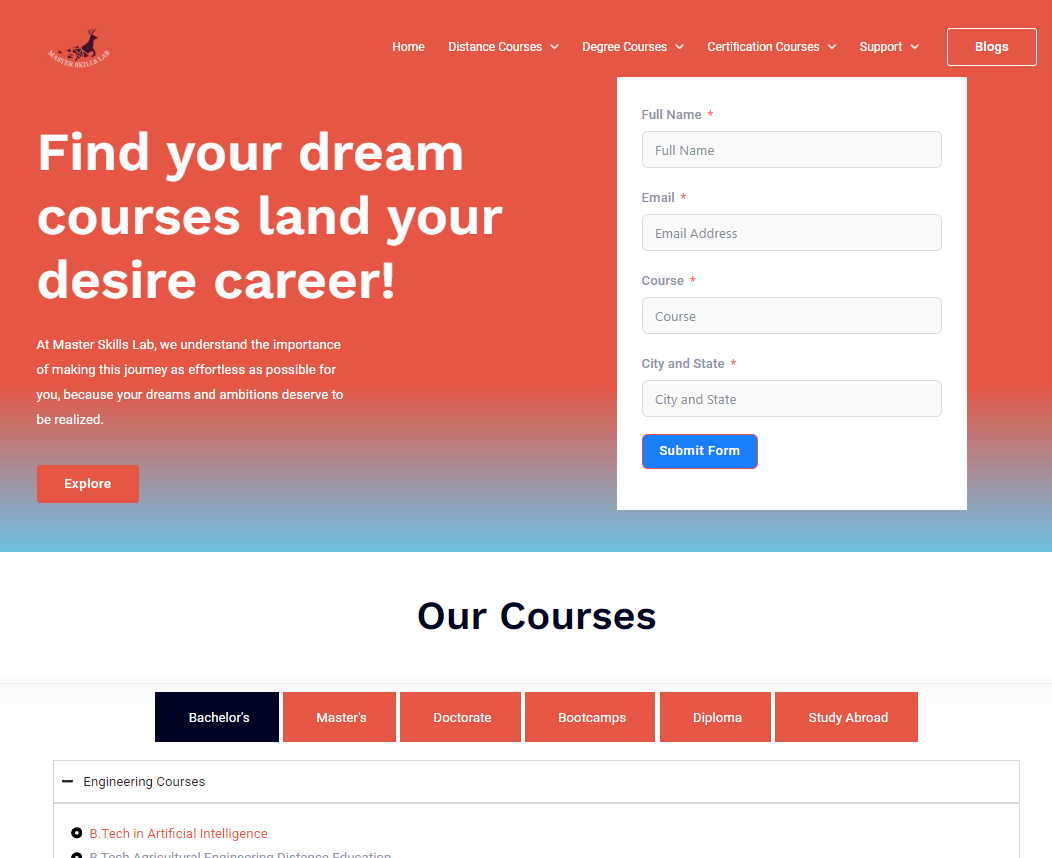 MASTER SKILLS LAB
Home Distance Courses Degree Courses Certification Courses Support Blogs
Find your dream
courses land your
desire career!
At Master Skills Lab, we understand the importance
of making this journey as effortless as possible for
you, because your dreams and ambitions deserve to
be realized.
Explore
Full Name *
Full Name
Email *
Email Address
Course *
Course
City and State *
City and State
Submit Form
Our Courses
Bachelor's Master's Doctorate Bootcamps Diploma Study Abroad
Engineering Courses
B.Tech in Artificial Intelligence
B.Tech Agricultural Engineering Distance Education